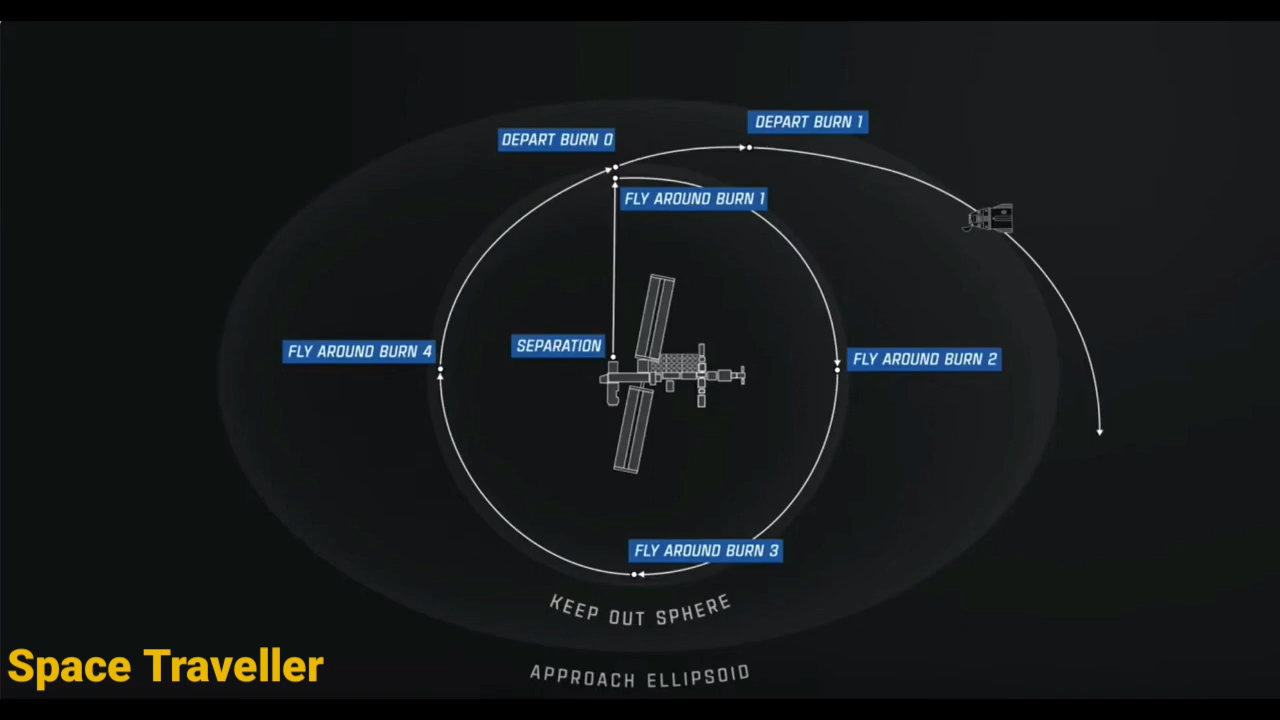 DEPART BURN 1
DEPART BURN 0
FLY AROUND BURN 1
SEPARATION
FLY AROUND BURN 4
FLY AROUND BURN 2
FLY AROUND BURN 3
KEEP OUT SPHERE
APPROACH ELLIPSOID
Space Traveller